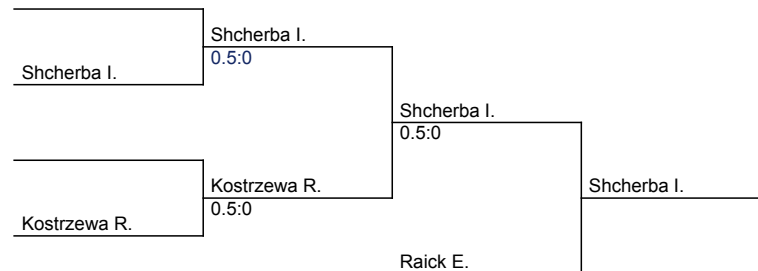 Shcherba I.
Shcherba I.
0.5:0
Shcherba I.
0.5:0
Kostrzewa R.
Kostrzewa R.
0.5:0
Shcherba I.
Raick E.